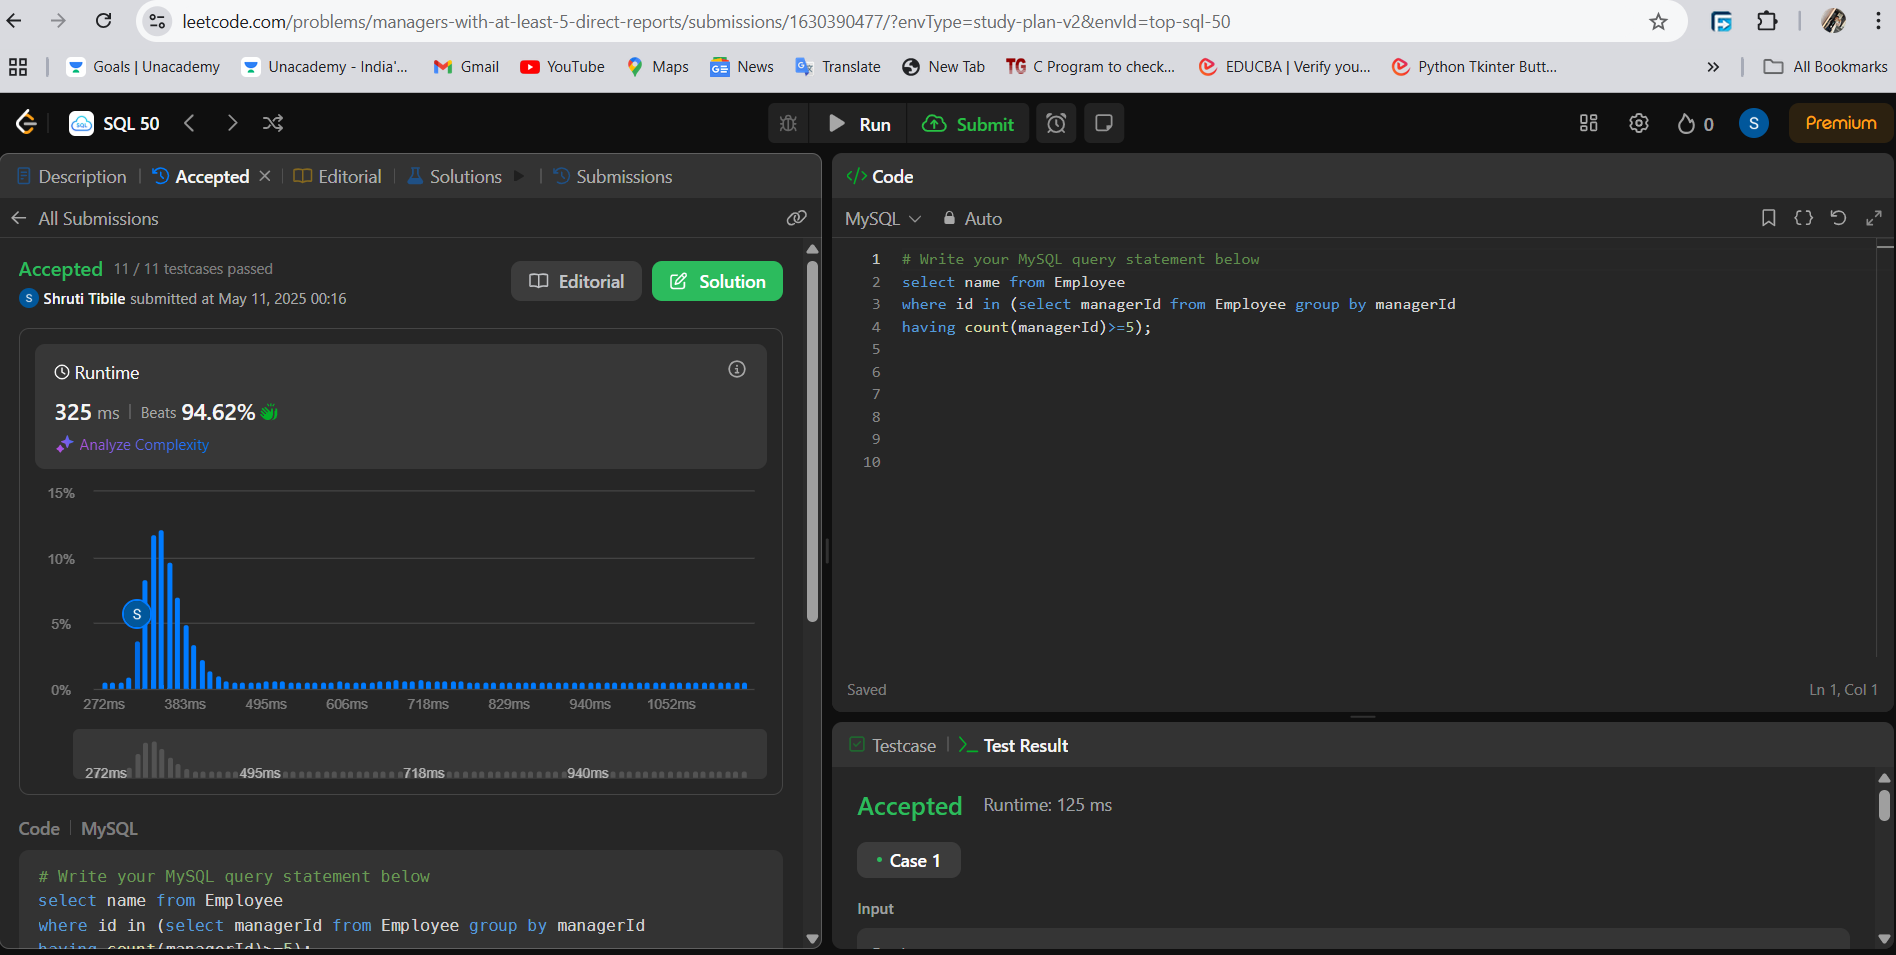 leetcode.com/problems/managers-with-at-least-5-direct-reports/submissions/1630390477/?envType=study-plan-v2&envId=top-sql-50
Goals | Unacademy
Unacademy - India'...
Gmail
YouTube
Maps
News
Translate
New Tab
TG C Program to check...
EDUCBA | Verify you...
Python Tkinter Butt...
All Bookmarks
SQL 50
Run
Submit
0
S
Premium
Description
Accepted
Editorial
Solutions
Submissions
All Submissions
Accepted 11 / 11 testcases passed
S Shruti Tibile submitted at May 11, 2025 00:16
Editorial
Solution
Runtime
325 ms | Beats 94.62%
Analyze Complexity
15%
10%
5%
0%
S
272ms 383ms 495ms 606ms 718ms 829ms 940ms 1052ms
272ms 495ms 718ms 940ms
Code | MySQL
# Write your MySQL query statement below
select name from Employee
where id in (select managerId from Employee group by managerId
having count(managerId)>=5);
</> Code
MySQL
Auto
1 # Write your MySQL query statement below
2 select name from Employee
3 where id in (select managerId from Employee group by managerId
4 having count(managerId)>=5);
5
6
7
8
9
10
Saved
Ln 1, Col 1
Testcase
Test Result
Accepted Runtime: 125 ms
Case 1
Input